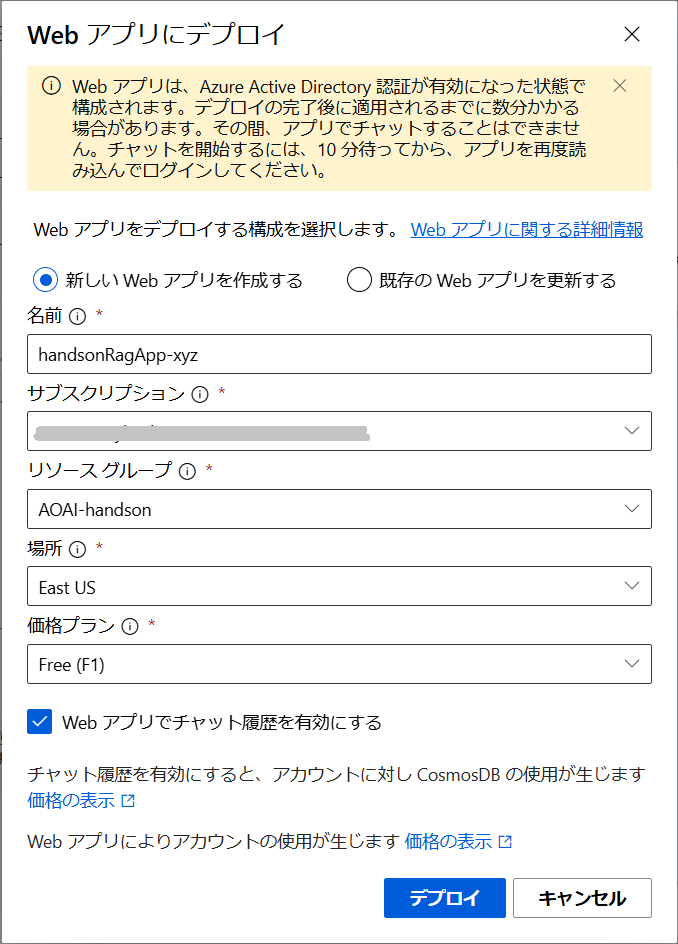 Web アプリにデプロイ
Web アプリは、Azure Active Directory 認証が有効になった状態で
構成されます。デプロイの完了後に適用されるまでに数分かかる
場合があります。その間、アプリでチャットすることはできませ
ん。チャットを開始するには、10 分待ってから、アプリを再度読
み込んでログインしてください。
Web アプリをデプロイする構成を選択します。 Web アプリに関する詳細情報
新しい Web アプリを作成する 既存の Web アプリを更新する
名前 *
handsonRagApp-xyz
サブスクリプション *
リソース グループ *
AOAI-handson
場所 *
East US
価格プラン *
Free (F1)
Web アプリでチャット履歴を有効にする
チャット履歴を有効にすると、アカウントに対し CosmosDB の使用が生じます
価格の表示
Web アプリによりアカウントの使用が生じます 価格の表示
デプロイ キャンセル